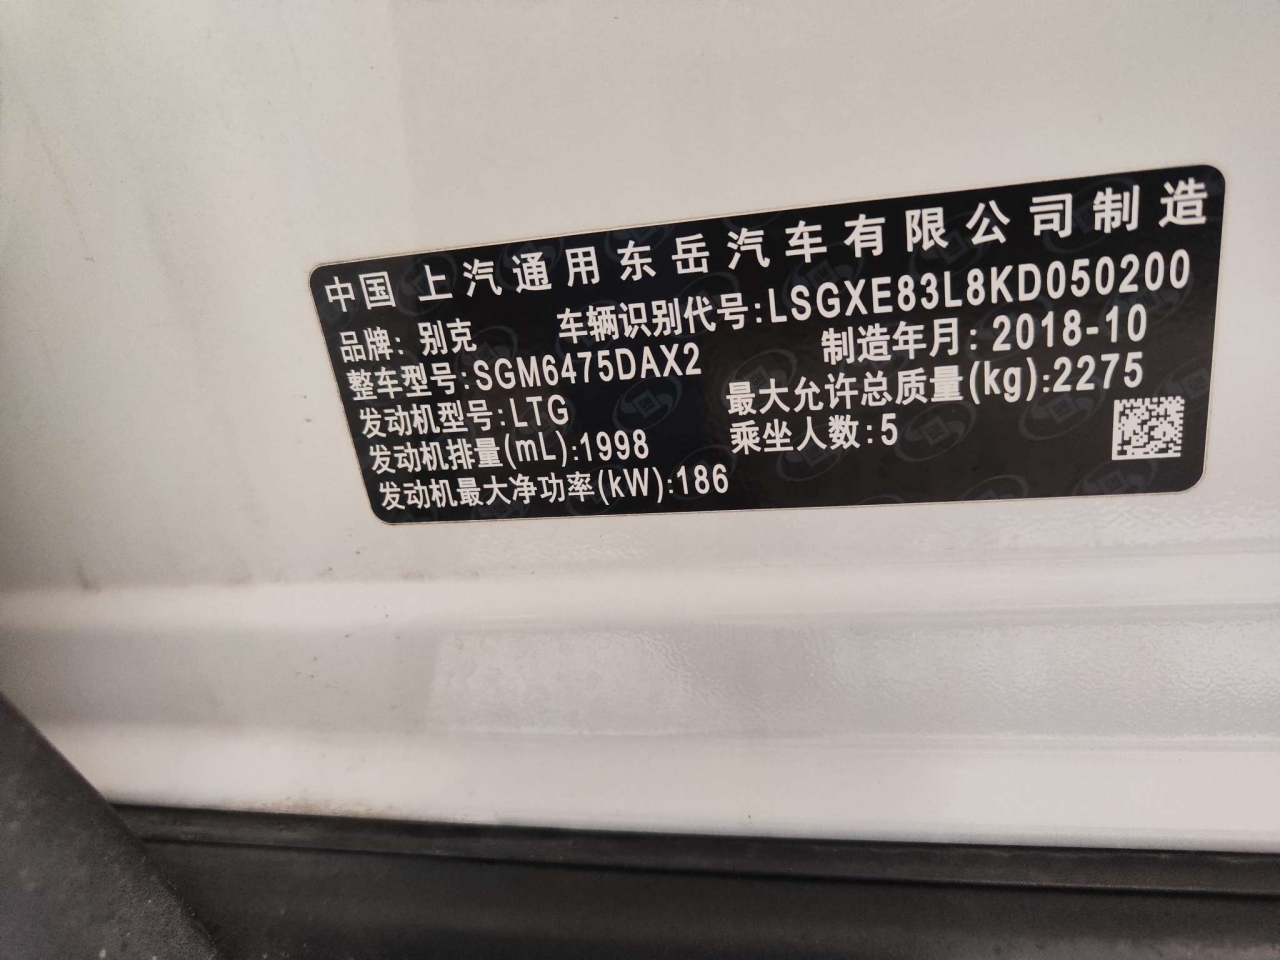 中国 上汽通用东岳汽车有限公司制造
品牌: 别克 车辆识别代号:LSGXE83L8KD050200
整车型号:SGM6475DAX2 制造年月: 2018-10
发动机型号:LTG 最大允许总质量(kg):2275
发动机排量(mL):1998 乘坐人数:5
发动机最大净功率(kW):186